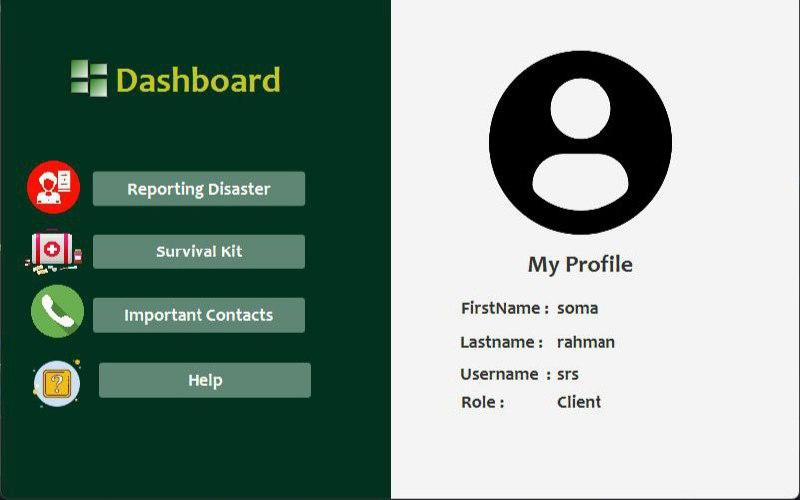 Dashboard
Reporting Disaster
Survival Kit
Important Contacts
?
Help
My Profile
FirstName : soma
Lastname : rahman
Username : srs
Role : Client